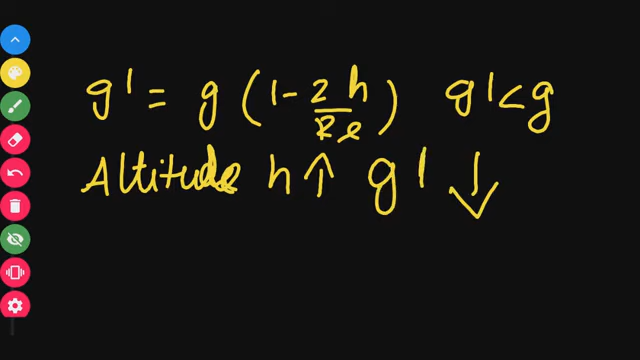 g' = g (1 - 2h/Re) g' < g
Altitude h ↑ g' ↓